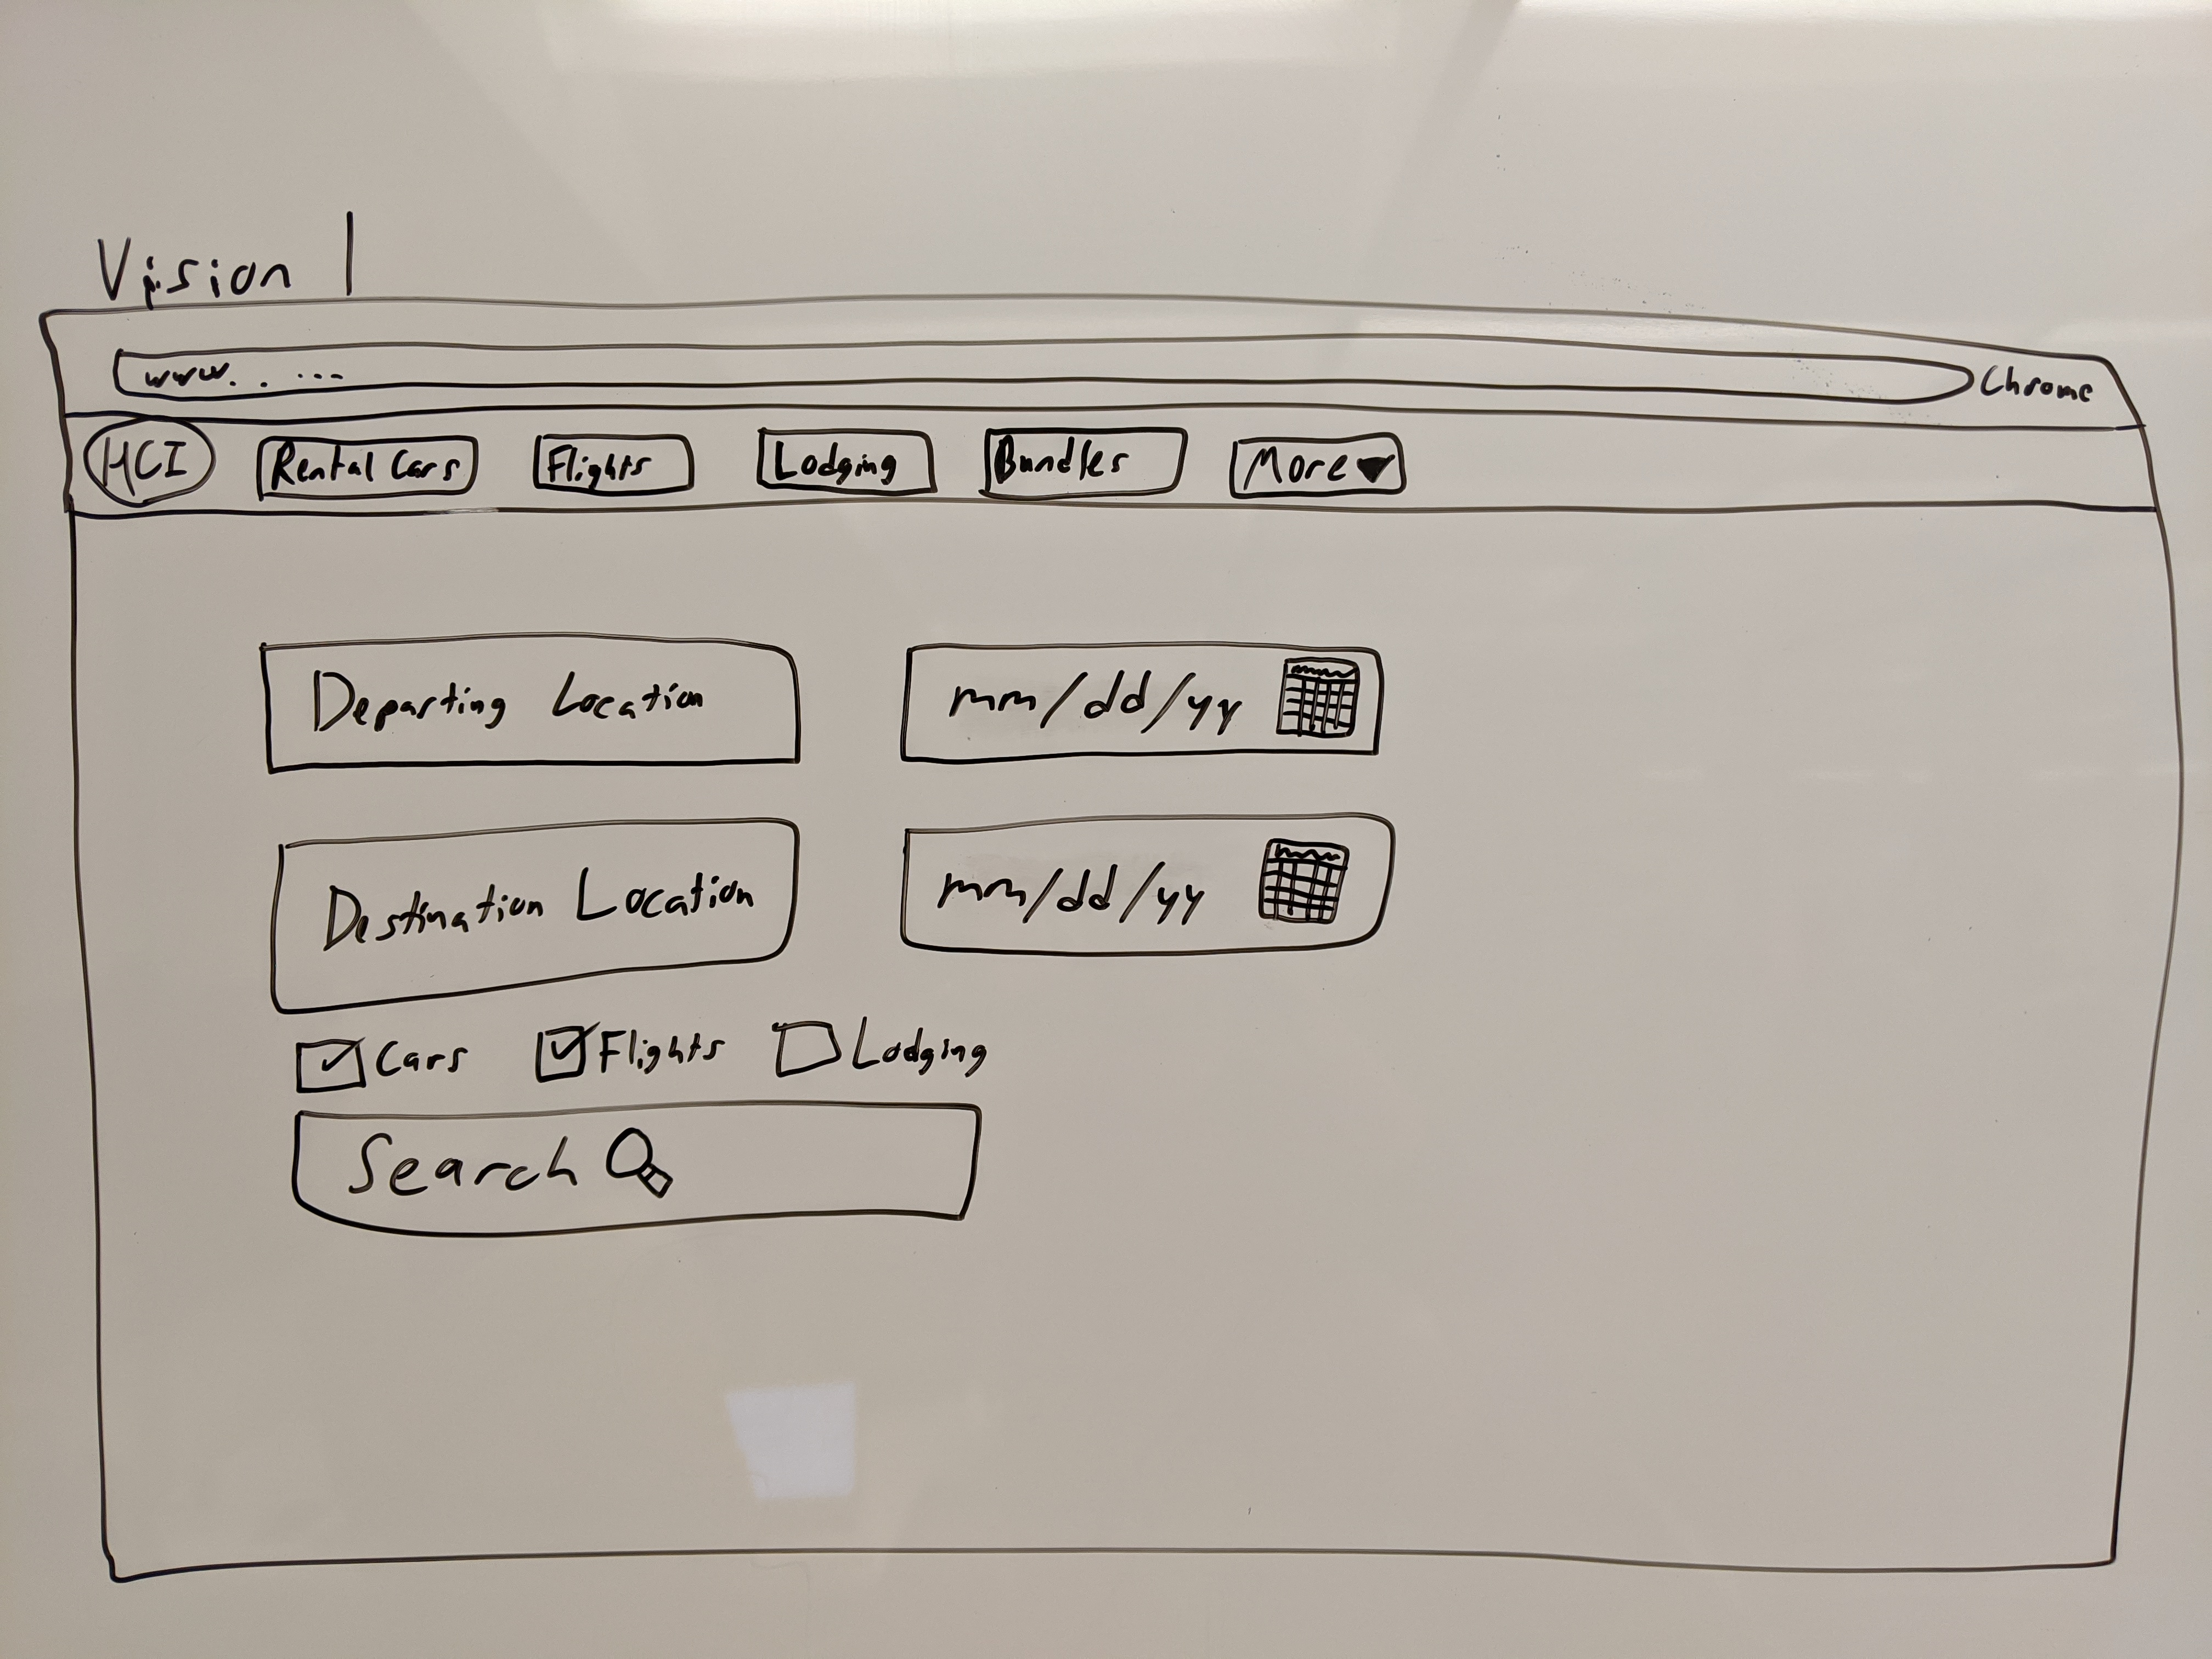 Vision 1
www. . ... Chrome
HCI Rental Cars Flights Lodging Bundles More
Departing Location mm/dd/yy
Destination Location mm/dd/yy
Cars Flights Lodging
Search